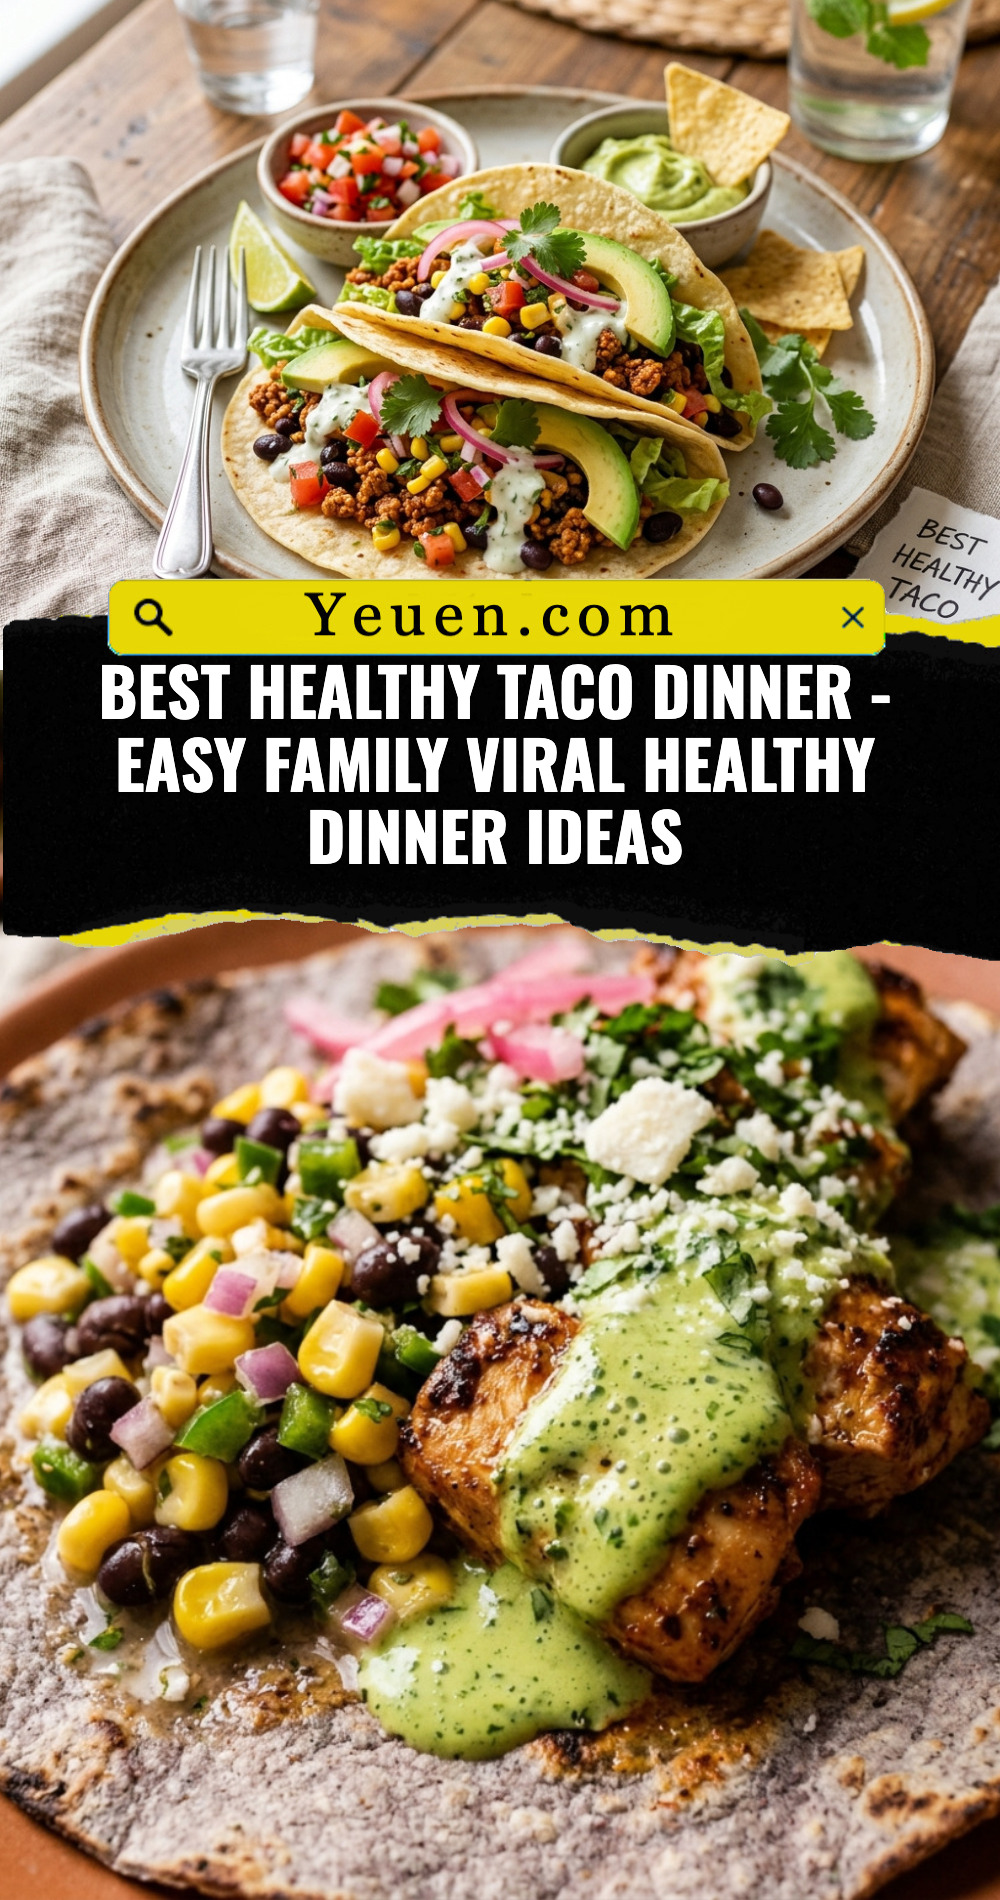 BEST
HEALTHY
TACO
Yeuen.com
BEST HEALTHY TACO DINNER -
EASY FAMILY VIRAL HEALTHY
DINNER IDEAS